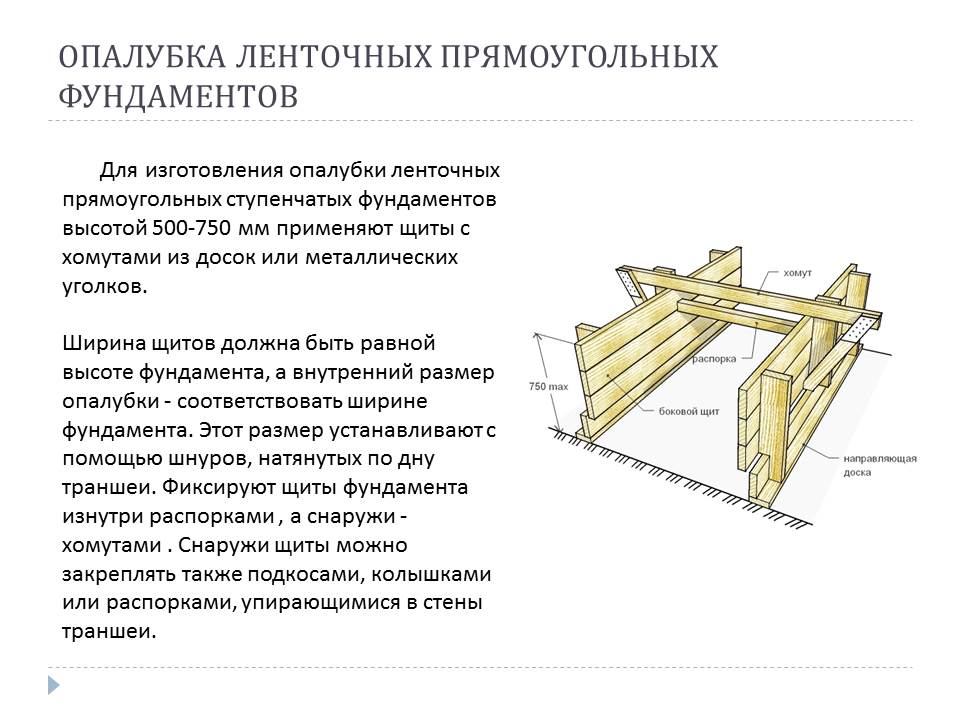 ОПАЛУБКА ЛЕНТОЧНЫХ ПРЯМОУГОЛЬНЫХ
ФУНДАМЕНТОВ
Для изготовления опалубки ленточных
прямоугольных ступенчатых фундаментов
высотой 500-750 мм применяют щиты с
хомутами из досок или металлических
уголков.
Ширина щитов должна быть равной
высоте фундамента, а внутренний размер
опалубки - соответствовать ширине
фундамента. Этот размер устанавливают с
помощью шнуров, натянутых по дну
траншеи. Фиксируют щиты фундамента
изнутри распорками , а снаружи -
хомутами . Снаружи щиты можно
закреплять также подкосами, колышками
или распорками, упирающимися в стены
траншеи.
хомут
распорка
750 max
боковой щит
направляющая
доска